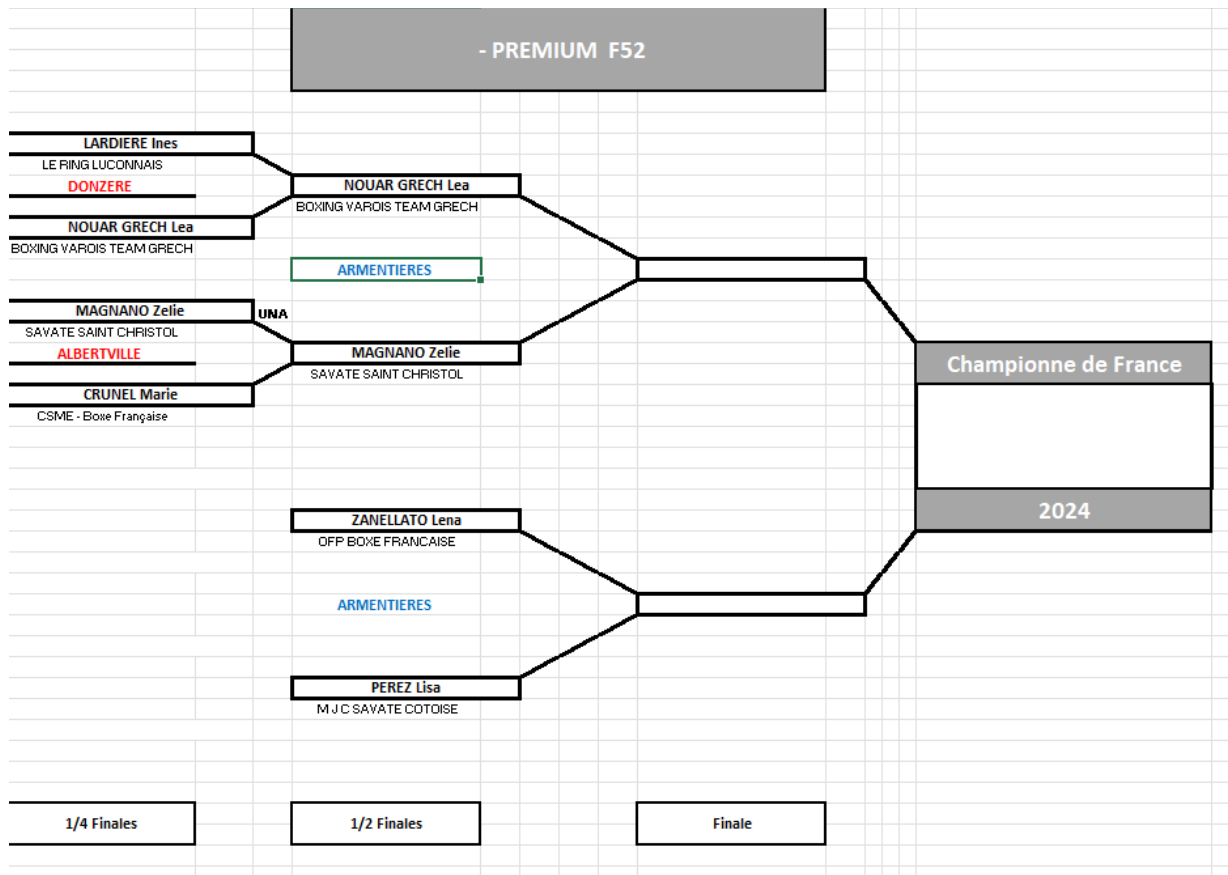 - PREMIUM F52
LARDIERE Ines
LE RING LUCONNAIS
DONZERE
NOUAR GRECH Lea
BOXING VAROIS TEAM GRECH
NOUAR GRECH Lea
BOXING VAROIS TEAM GRECH
ARMENTIERES
MAGNANO Zelie
UNA
SAVATE SAINT CHRISTOL
ALBERTVILLE
MAGNANO Zelie
SAVATE SAINT CHRISTOL
CRUNEL Marie
CSME - Boxe Française
Championne de France
2024
ZANELLATO Lena
OFP BOXE FRANCAISE
ARMENTIERES
PEREZ Lisa
M J C SAVATE COTOISE
1/4 Finales
1/2 Finales
Finale